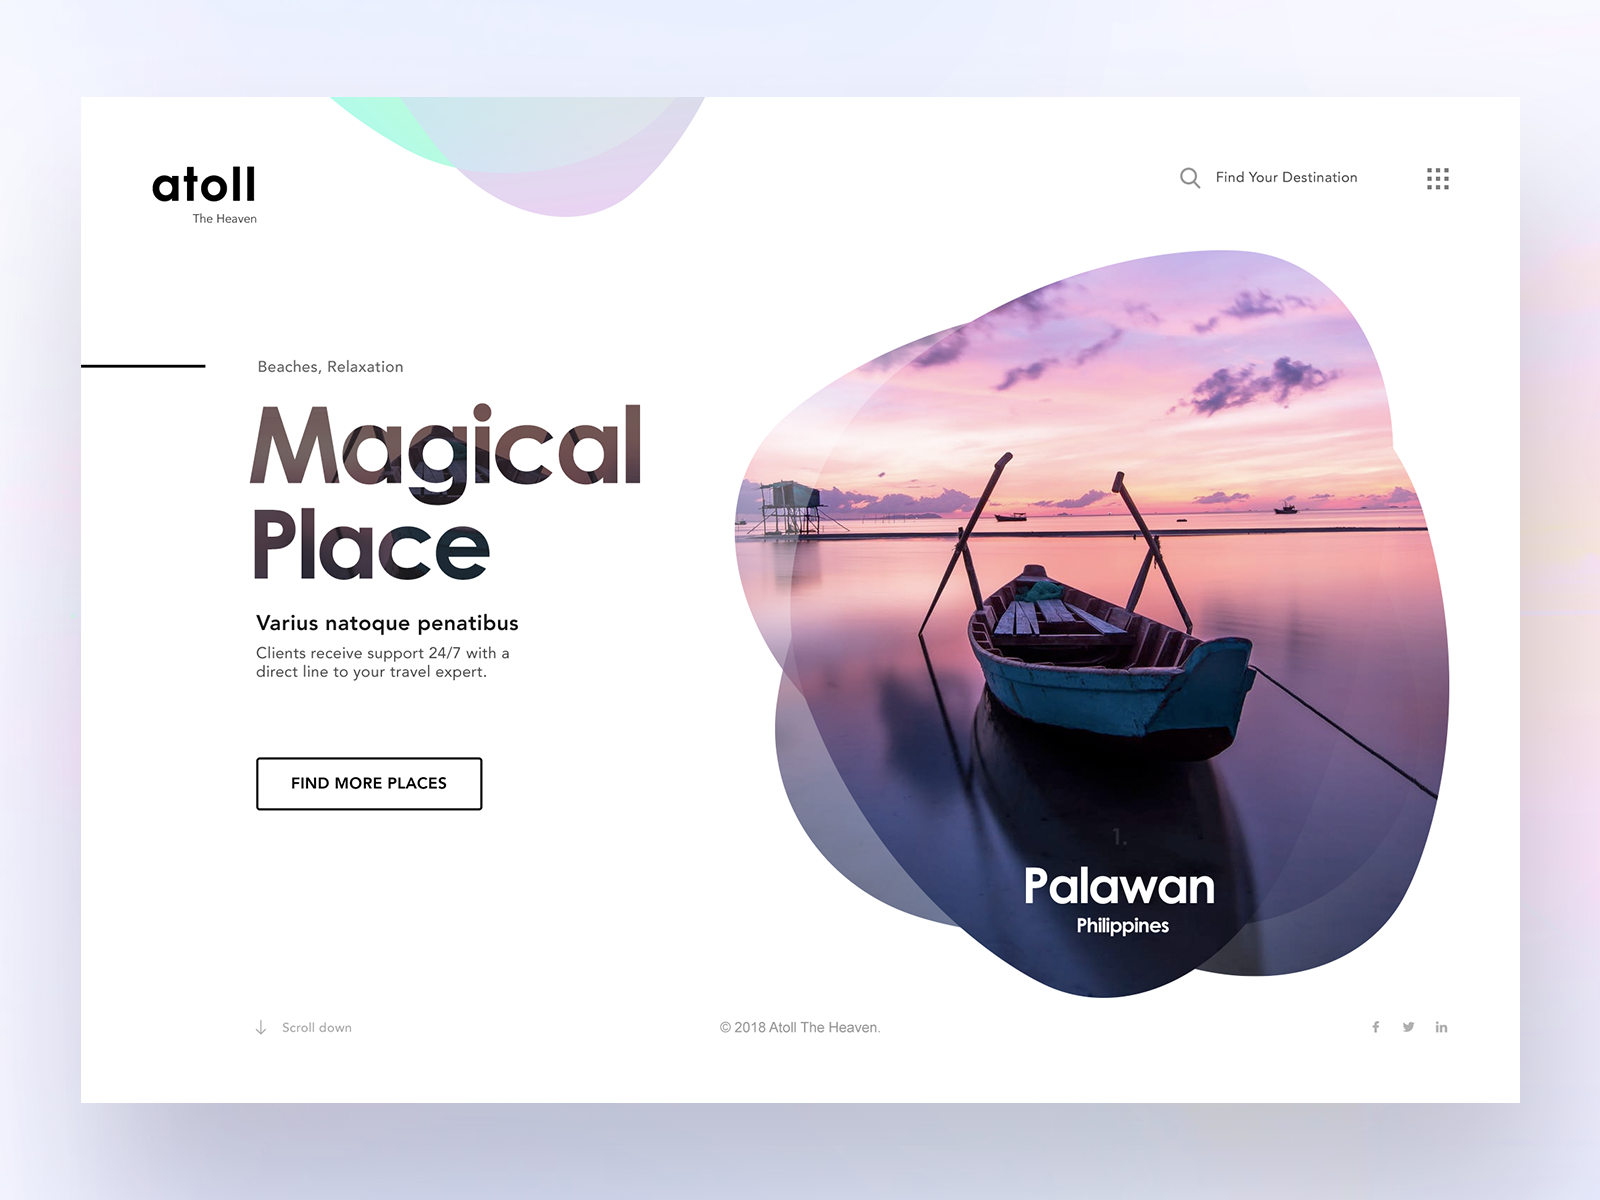 atoll
The Heaven
Find Your Destination
Beaches, Relaxation
Magical
Place
Varius natoque penatibus
Clients receive support 24/7 with a
direct line to your travel expert.
FIND MORE PLACES
1.
Palawan
Philippines
Scroll down
© 2018 Atoll The Heaven.